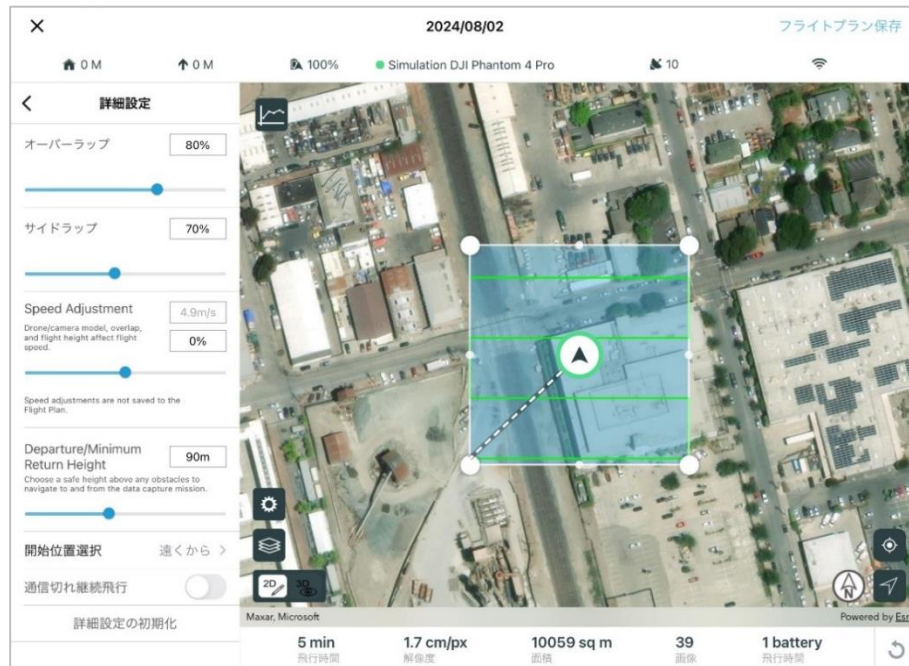 2024/08/02
フライトプラン保存
0 M
0 M
100%
Simulation DJI Phantom 4 Pro
10
詳細設定
オーバーラップ
80%
サイドラップ
70%
Speed Adjustment
4.9m/s
Drone/camera model, overlap,
and flight height affect flight
speed.
0%
Speed adjustments are not saved to the
Flight Plan.
Departure/Minimum
Return Height
90m
Choose a safe height above any obstacles to
navigate to and from the data capture mission.
開始位置選択
遠くから
通信切れ継続飛行
詳細設定の初期化
2D
3D
N
Maxar, Microsoft
Powered by Esri
5 min
飛行時間
1.7 cm/px
解像度
10059 sq m
面積
39
画像
1 battery
飛行時間